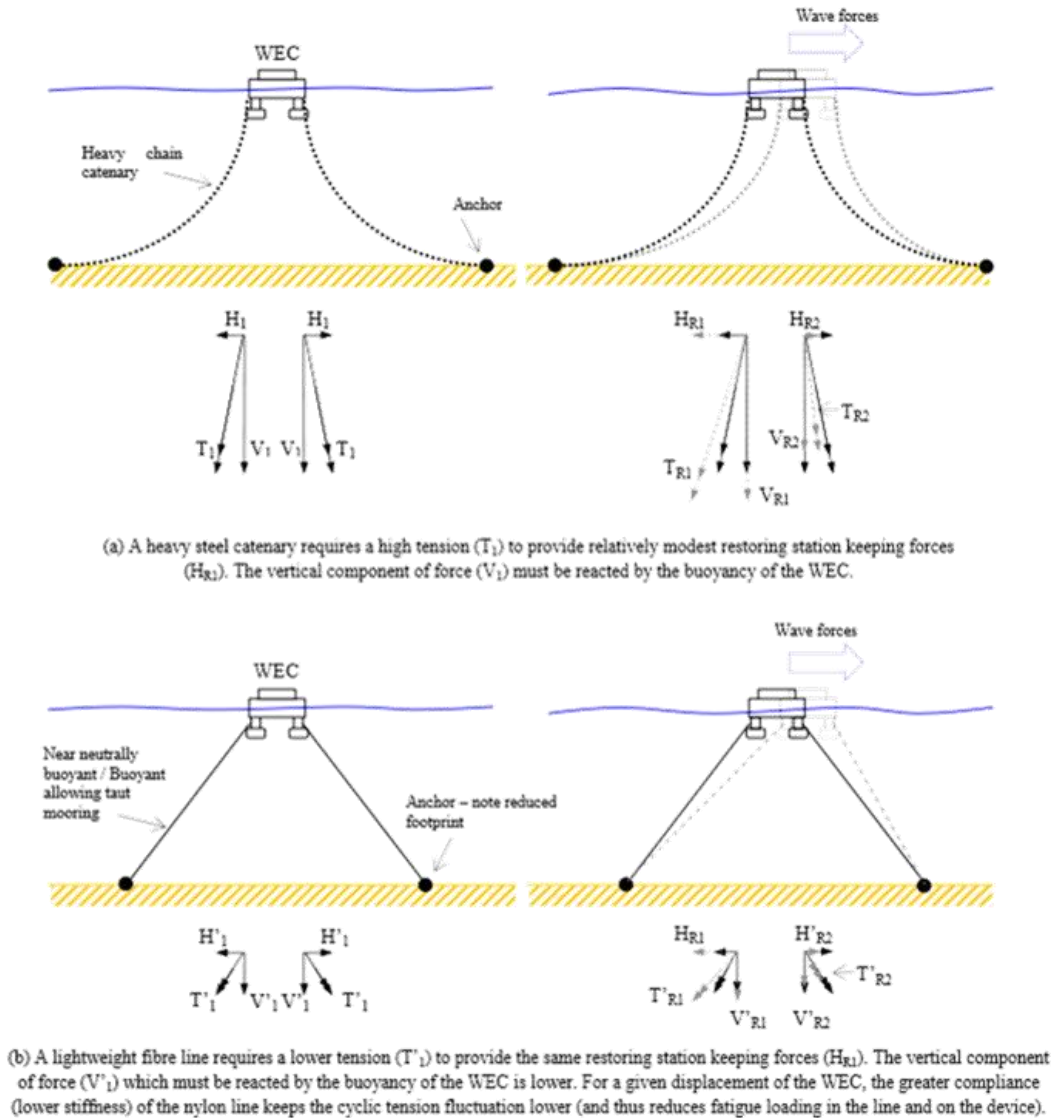 Wave forces
WEC
Heavy chain
catenary
Anchor
H1 H1
HR1 HR2
T1 V1 V1 T1
TR2
VR2
TR1
VR1
(a) A heavy steel catenary requires a high tension (T1) to provide relatively modest restoring station keeping forces
(HR1). The vertical component of force (V1) must be reacted by the buoyancy of the WEC.
Wave forces
WEC
Near neutrally
buoyant / Buoyant
allowing taut
mooring
Anchor – note reduced
footprint
H'1 H'1
HR1 H'R2
T'1 V'1 V'1 T'1
T'R1 T'R2
V'R1 V'R2
(b) A lightweight fibre line requires a lower tension (T'1) to provide the same restoring station keeping forces (HR1). The vertical component
of force (V'1) which must be reacted by the buoyancy of the WEC is lower. For a given displacement of the WEC, the greater compliance
(lower stiffness) of the nylon line keeps the cyclic tension fluctuation lower (and thus reduces fatigue loading in the line and on the device).